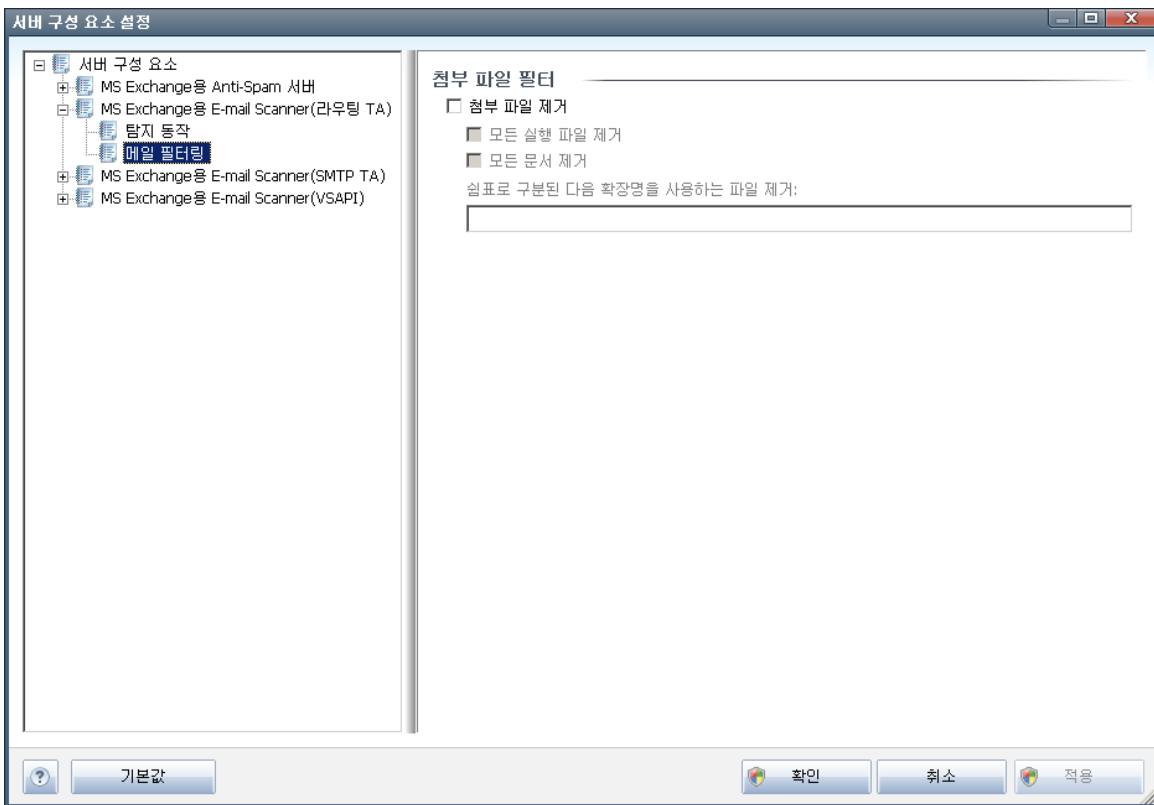 서버 구성 요소 설정
서버 구성 요소
MS Exchange용 Anti-Spam 서버
MS Exchange용 E-mail Scanner(라우팅 TA)
탐지 동작
메일 필터링
MS Exchange용 E-mail Scanner(SMTP TA)
MS Exchange용 E-mail Scanner(VSAPI)
첨부 파일 필터
첨부 파일 제거
모든 실행 파일 제거
모든 문서 제거
쉼표로 구분된 다음 확장명을 사용하는 파일 제거:
기본값
확인
취소
적용